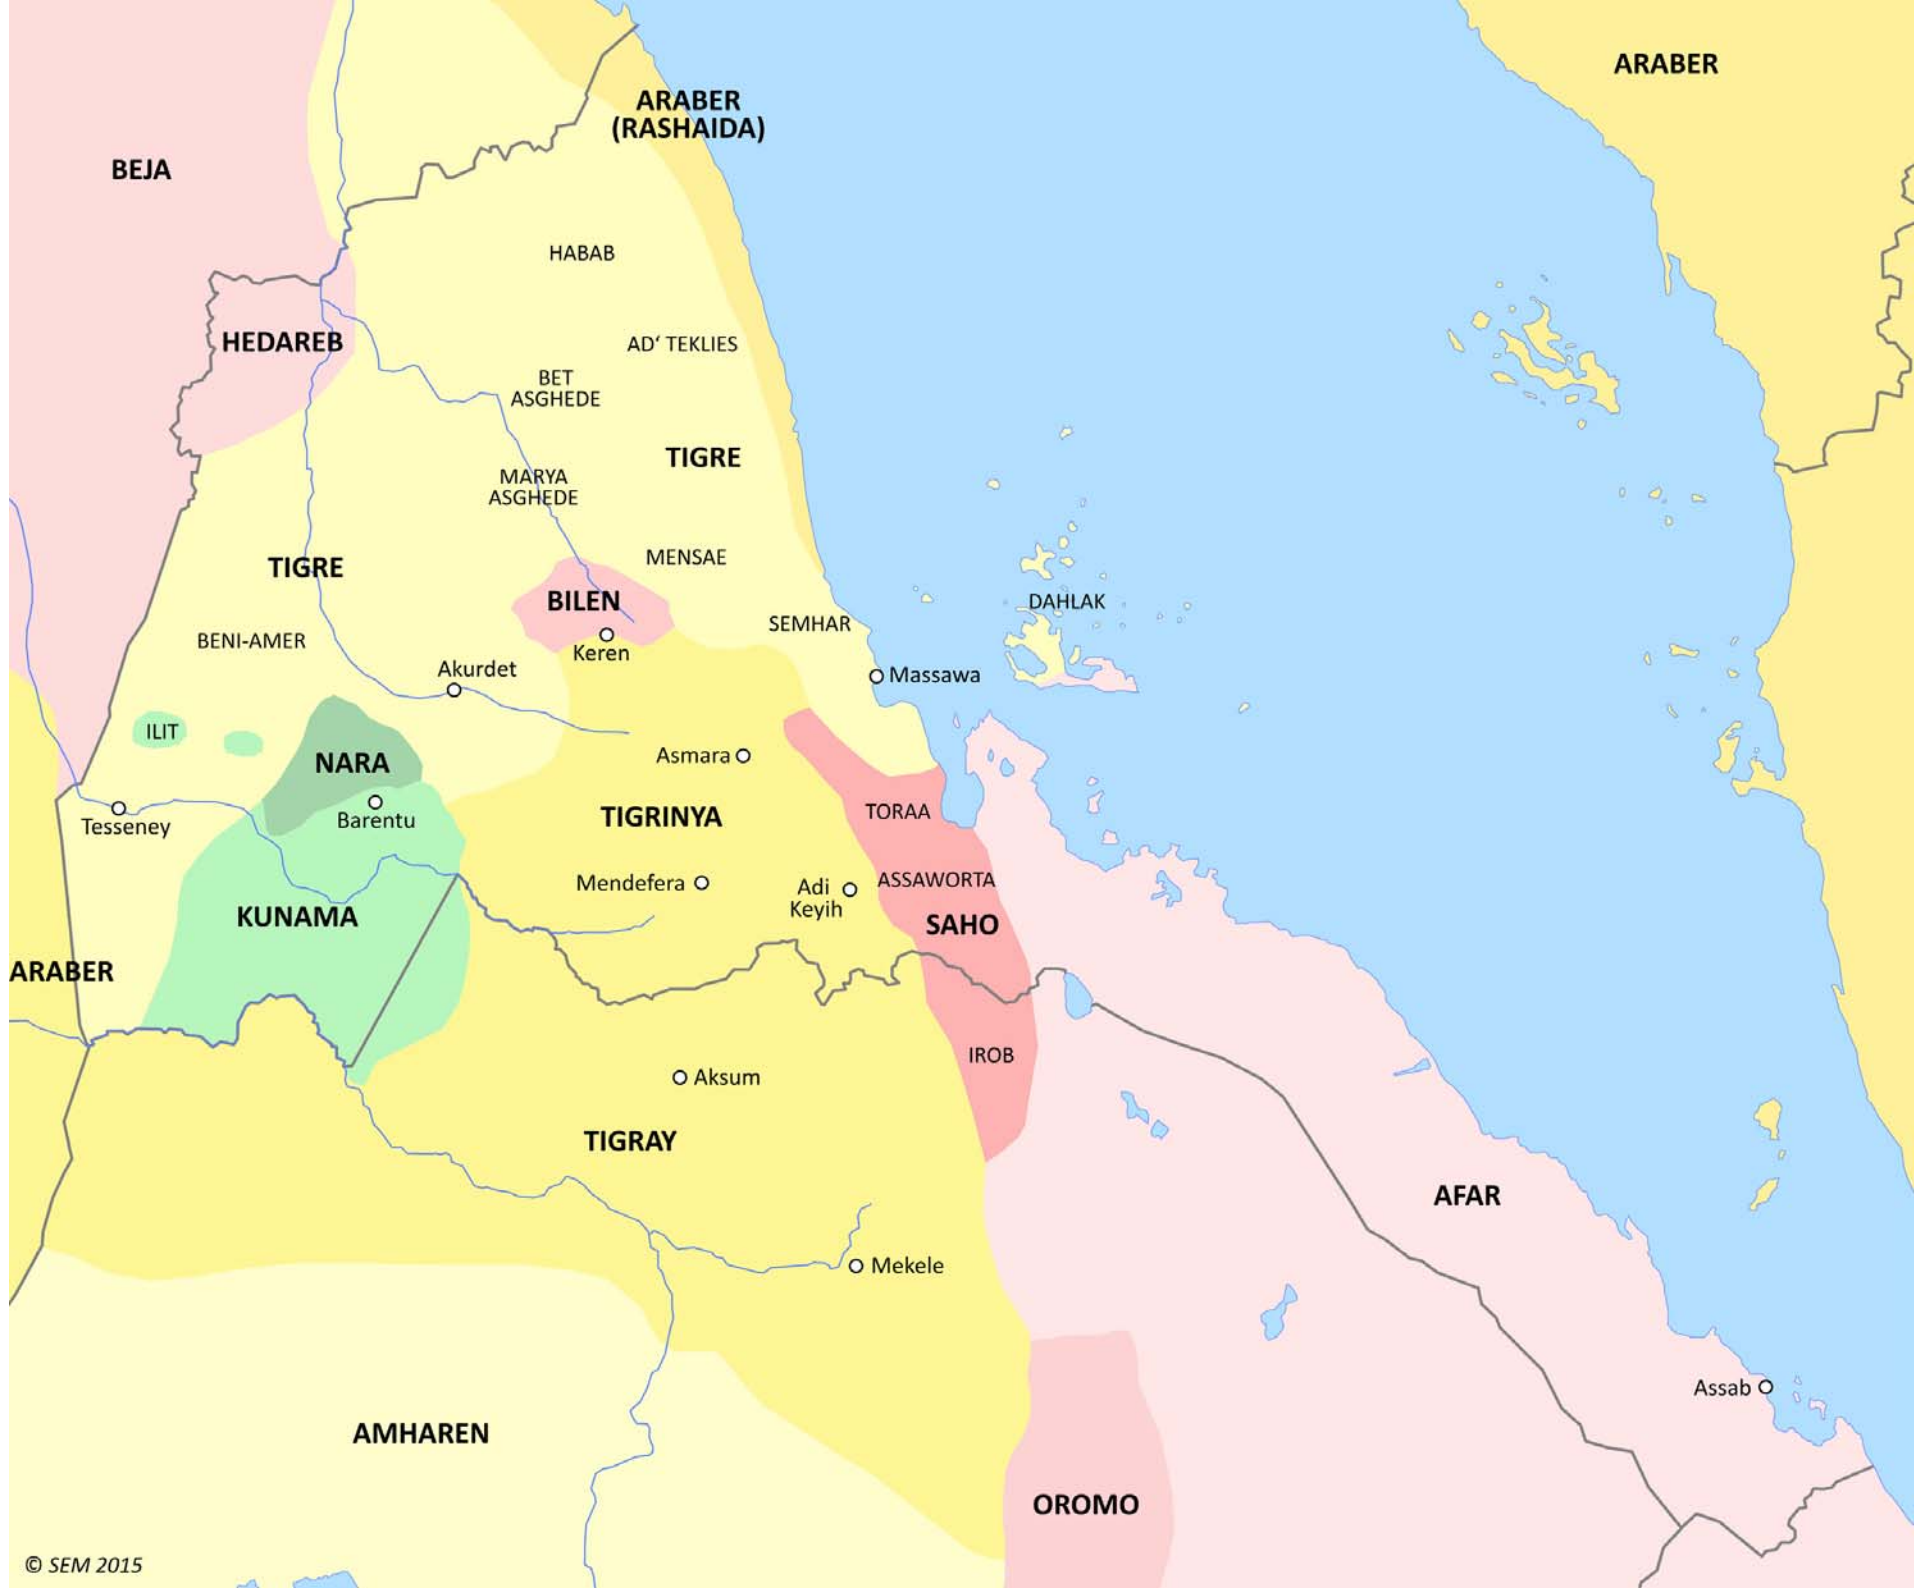 ARABER
ARABER
(RASHAIDA)
BEJA
HABAB
HEDAREB
AD‘ TEKLIES
BET
ASGHEDE
TIGRE
MARYA
ASGHEDE
TIGRE
MENSAE
BILEN
DAHLAK
SEMHAR
BENI-AMER
Keren
Akurdet
Massawa
ILIT
NARA
Asmara
TORAA
TIGRINYA
Barentu
Tesseney
ASSAWORTA
Mendefera
Adi
Keyih
KUNAMA
SAHO
ARABER
IROB
Aksum
TIGRAY
AFAR
Mekele
Assab
AMHAREN
OROMO
© SEM 2015